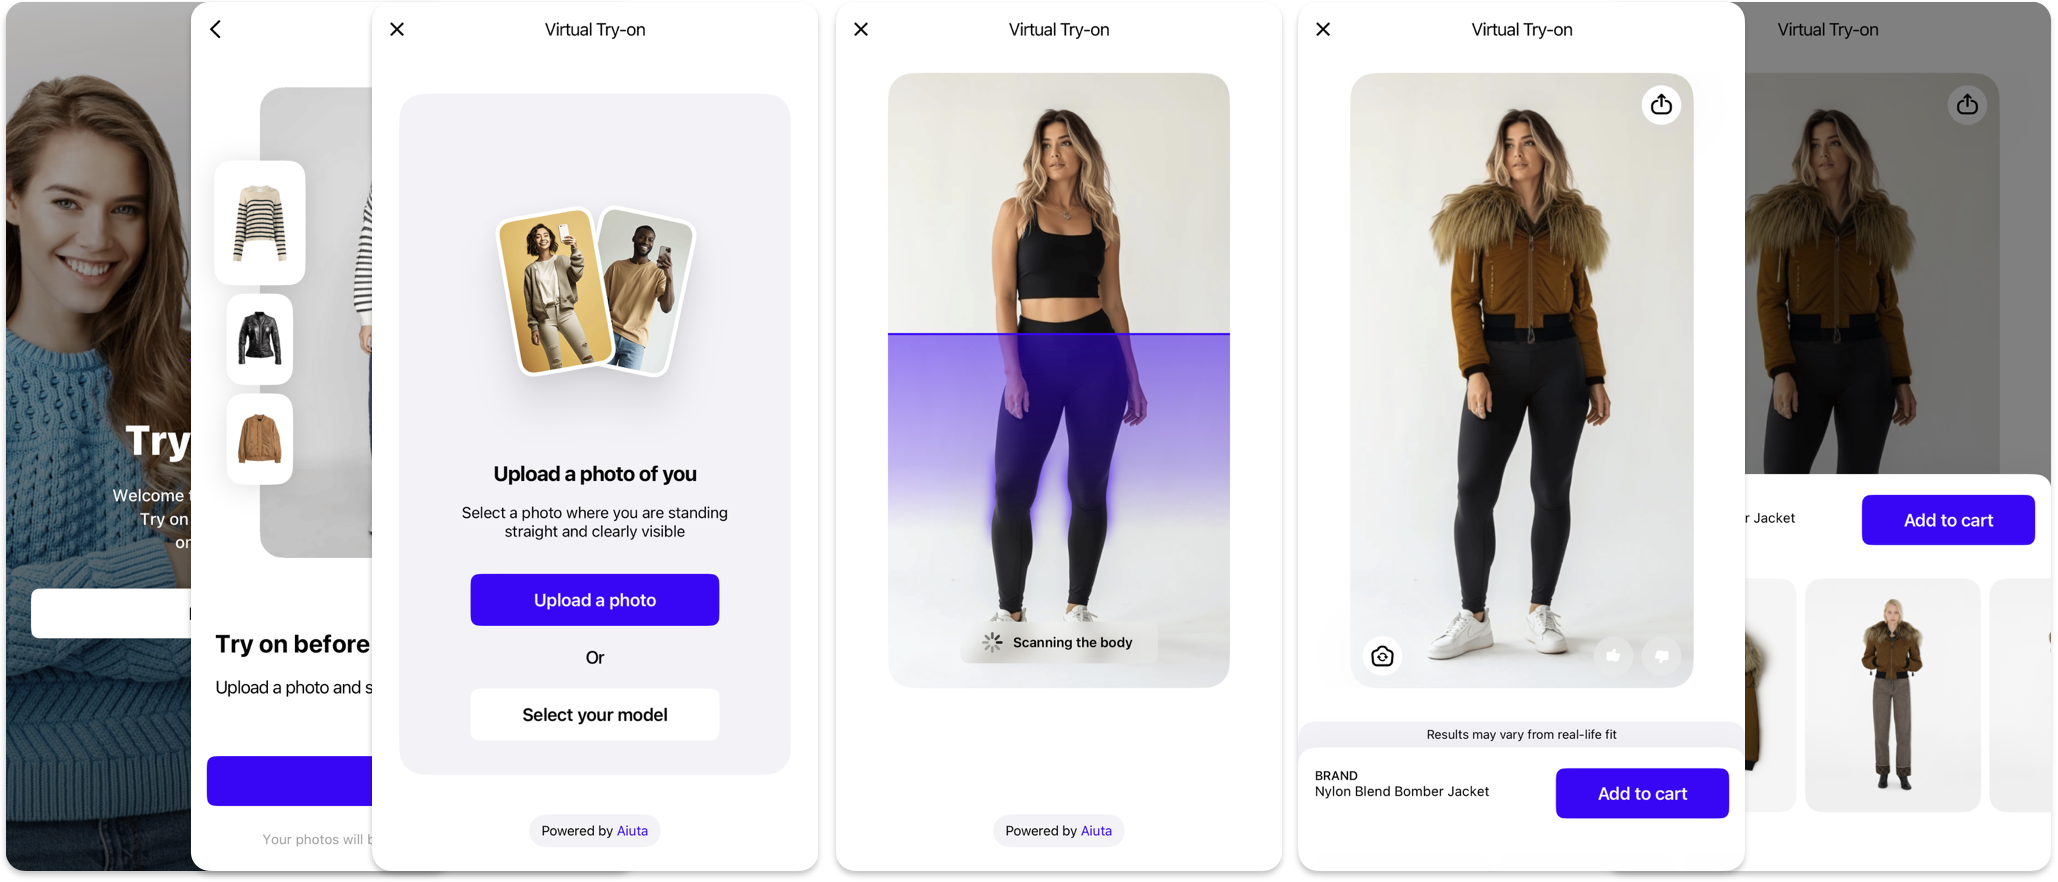 Try
Welcome
Try on
or
Try on before
Upload a photo and s
Your photos will b
Virtual Try-on
Upload a photo of you
Select a photo where you are standing
straight and clearly visible
Upload a photo
Or
Select your model
Powered by Aiuta
Virtual Try-on
Scanning the body
Powered by Aiuta
Virtual Try-on
Results may vary from real-life fit
BRAND
Nylon Blend Bomber Jacket
Add to cart
Virtual Try-on
r Jacket
Add to cart